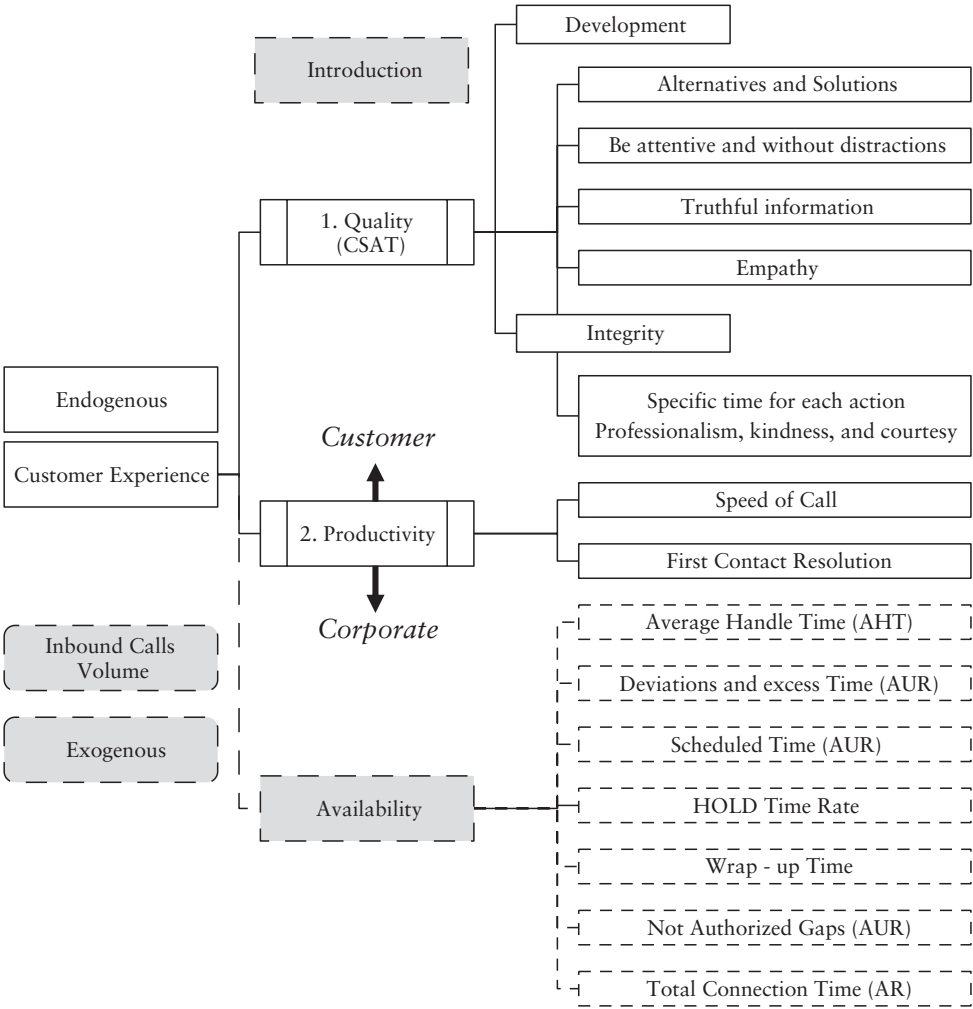 Development
Introduction
Alternatives and Solutions
Be attentive and without distractions
1. Quality
(CSAT)
Truthful information
Empathy
Integrity
Endogenous
Specific time for each action
Professionalism, kindness, and courtesy
Customer
Customer Experience
Speed of Call
2. Productivity
First Contact Resolution
Corporate
Average Handle Time (AHT)
Inbound Calls
Volume
Deviations and excess Time (AUR)
Scheduled Time (AUR)
Exogenous
HOLD Time Rate
Availability
Wrap - up Time
Not Authorized Gaps (AUR)
Total Connection Time (AR)